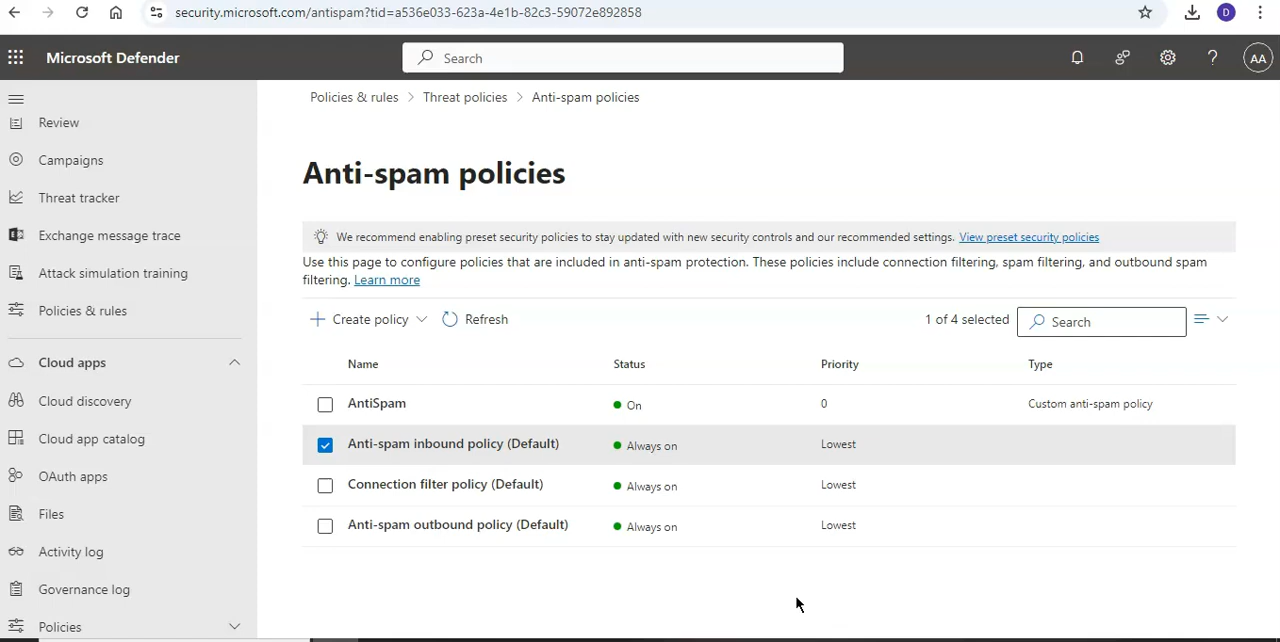 security.microsoft.com/antispam?tid=a536e033-623a-4e1b-82c3-59072e892858
D
Microsoft Defender
Search
AA
Review
Campaigns
Threat tracker
Exchange message trace
Attack simulation training
Policies & rules
Cloud apps
Cloud discovery
Cloud app catalog
OAuth apps
Files
Activity log
Governance log
Policies
Policies & rules > Threat policies > Anti-spam policies
Anti-spam policies
We recommend enabling preset security policies to stay updated with new security controls and our recommended settings. View preset security policies
Use this page to configure policies that are included in anti-spam protection. These policies include connection filtering, spam filtering, and outbound spam
filtering. Learn more
Create policy Refresh 1 of 4 selected Search
Name Status Priority Type
AntiSpam On 0 Custom anti-spam policy
Anti-spam inbound policy (Default) Always on Lowest
Connection filter policy (Default) Always on Lowest
Anti-spam outbound policy (Default) Always on Lowest